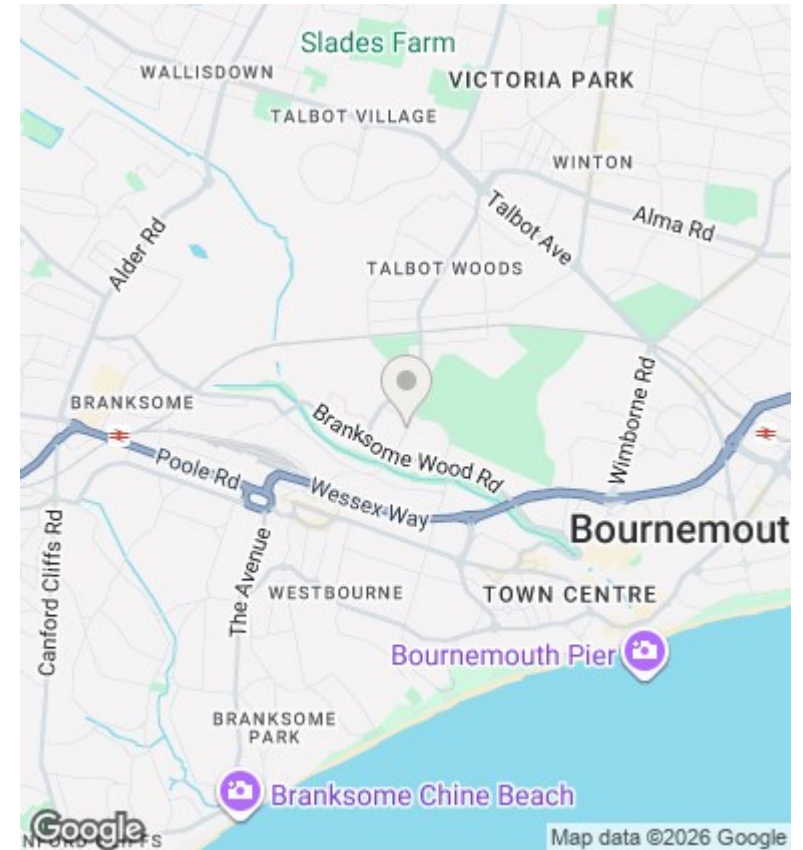 Slades Farm
WALLISDOWN
VICTORIA PARK
TALBOT VILLAGE
WINTON
Talbot Ave
Alma Rd
Alder Rd
TALBOT WOODS
BRANKSOME
Wimborne Rd
Branksome Wood Rd
Poole Rd
Wessex Way
Bournemout
Canford Cliffs Rd
The Avenue
WESTBOURNE
TOWN CENTRE
Bournemouth Pier
BRANKSOME
PARK
Branksome Chine Beach
Google
Map data ©2026 Google